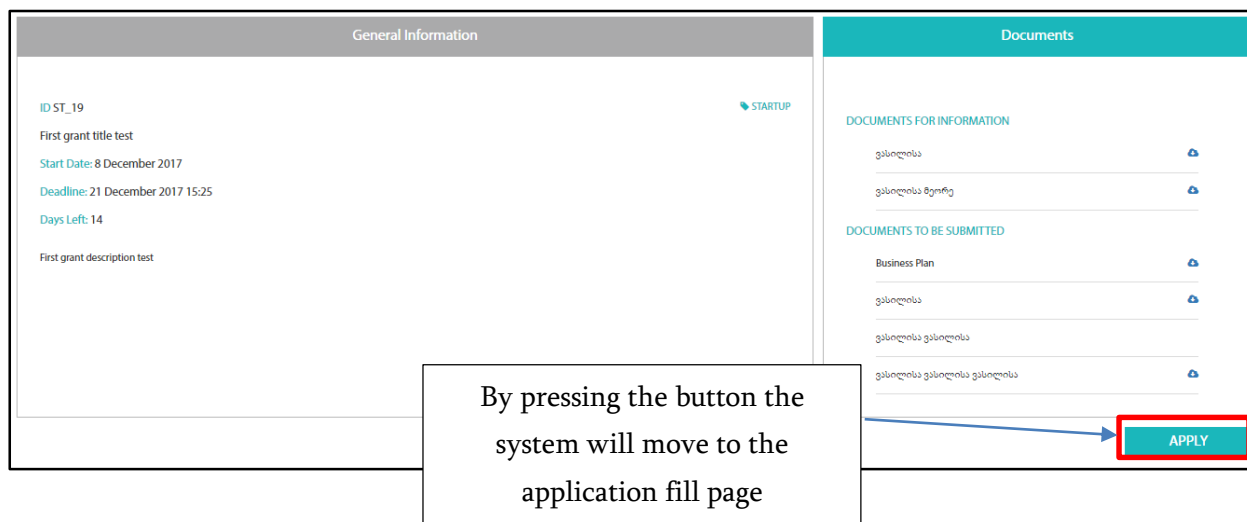 General Information
ID ST_19
STARTUP
First grant title test
Start Date: 8 December 2017
Deadline: 21 December 2017 15:25
Days Left: 14
First grant description test
Documents
DOCUMENTS FOR INFORMATION
ვასილისა
ვასილისა მეორე
DOCUMENTS TO BE SUBMITTED
Business Plan
ვასილისა
ვასილისა ვასილისა
ვასილისა ვასილისა ვასილისა
By pressing the button the
system will move to the
application fill page
APPLY